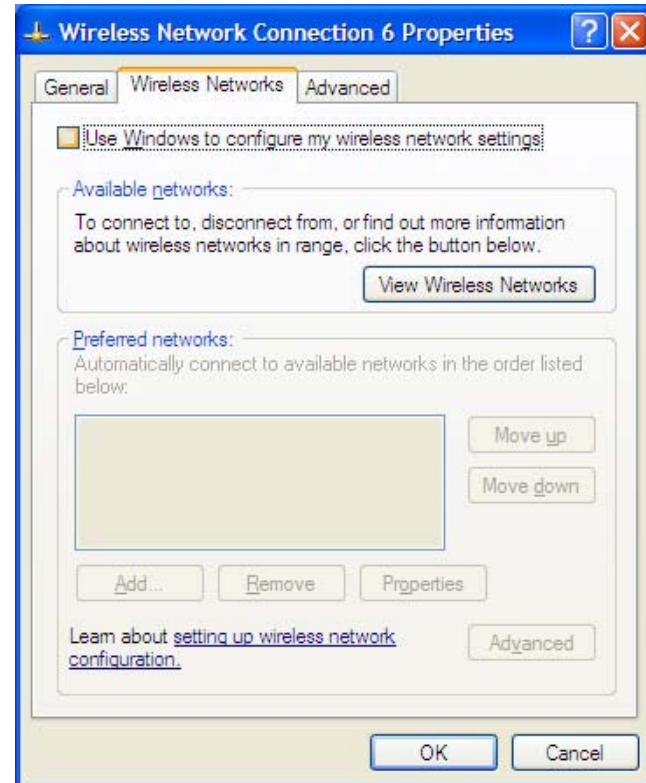 Wireless Network Connection 6 Properties
General
Wireless Networks
Advanced
Use Windows to configure my wireless network settings
Available networks:
To connect to, disconnect from, or find out more information
about wireless networks in range, click the button below.
View Wireless Networks
Preferred networks:
Automatically connect to available networks in the order listed
below:
Move up
Move down
Add...
Remove
Properties
Learn about setting up wireless network
configuration.
Advanced
OK
Cancel